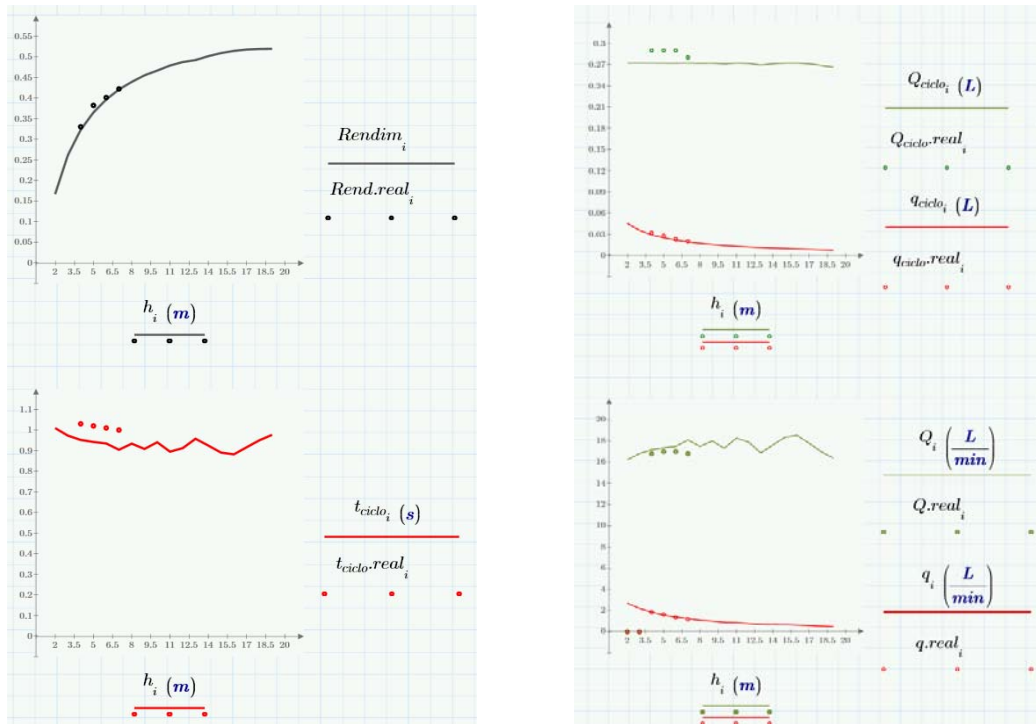 0.55
0.5
0.45
0.4
0.35
0.3
0.25
0.2
0.15
0.1
0.05
0
2 3.5 5 6.5 8 9.5 11 12.5 14 15.5 17 18.5 20
Rendim_i
Rend.real_i
h_i (m)
0.3
0.27
0.24
0.21
0.18
0.15
0.12
0.09
0.06
0.03
0
2 3.5 5 6.5 8 9.5 11 12.5 14 15.5 17 18.5 20
Q_ciclo_i (L)
Q_ciclo.real_i
q_ciclo_i (L)
q_ciclo.real_i
h_i (m)
1.1
1
0.9
0.8
0.7
0.6
0.5
0.4
0.3
0.2
0.1
0
2 3.5 5 6.5 8 9.5 11 12.5 14 15.5 17 18.5 20
t_ciclo_i (s)
t_ciclo.real_i
h_i (m)
20
18
16
14
12
10
8
6
4
2
0
2 3.5 5 6.5 8 9.5 11 12.5 14 15.5 17 18.5 20
Q_i (L/min)
Q.real_i
q_i (L/min)
q.real_i
h_i (m)